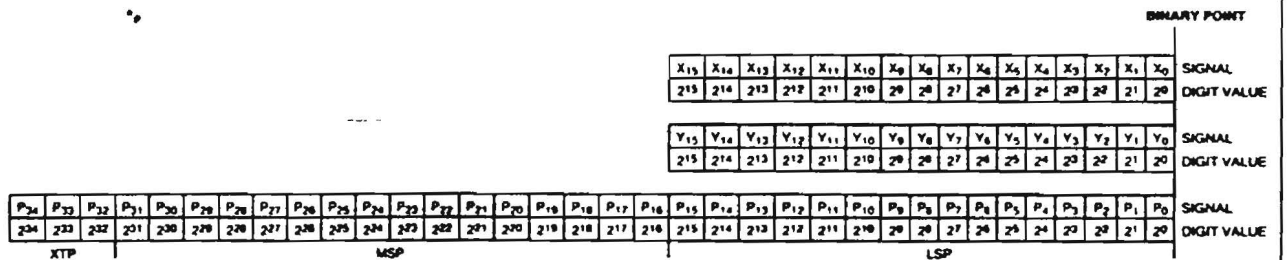 BINARY POINT
X15 X14 X13 X12 X11 X10 X9 X8 X7 X6 X5 X4 X3 X2 X1 X0 SIGNAL
2^15 2^14 2^13 2^12 2^11 2^10 2^9 2^8 2^7 2^6 2^5 2^4 2^3 2^2 2^1 2^0 DIGIT VALUE
Y15 Y14 Y13 Y12 Y11 Y10 Y9 Y8 Y7 Y6 Y5 Y4 Y3 Y2 Y1 Y0 SIGNAL
2^15 2^14 2^13 2^12 2^11 2^10 2^9 2^8 2^7 2^6 2^5 2^4 2^3 2^2 2^1 2^0 DIGIT VALUE
P34 P33 P32 P31 P30 P29 P28 P27 P26 P25 P24 P23 P22 P21 P20 P19 P18 P17 P16 P15 P14 P13 P12 P11 P10 P9 P8 P7 P6 P5 P4 P3 P2 P1 P0 SIGNAL
2^34 2^33 2^32 2^31 2^30 2^29 2^28 2^27 2^26 2^25 2^24 2^23 2^22 2^21 2^20 2^19 2^18 2^17 2^16 2^15 2^14 2^13 2^12 2^11 2^10 2^9 2^8 2^7 2^6 2^5 2^4 2^3 2^2 2^1 2^0 DIGIT VALUE
XTP MSP LSP